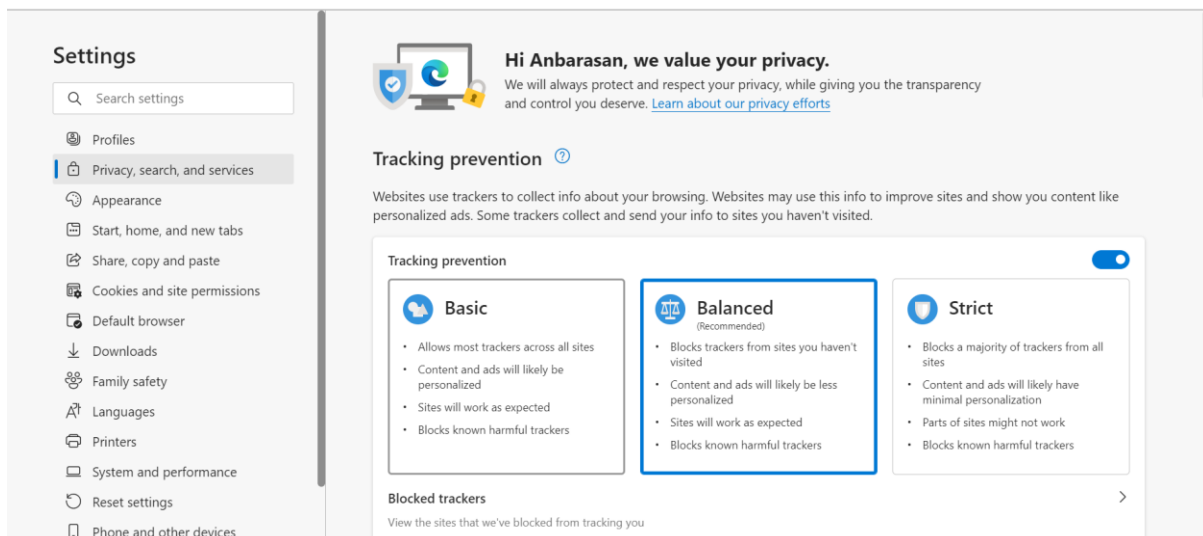 Settings
Search settings
Profiles
Privacy, search, and services
Appearance
Start, home, and new tabs
Share, copy and paste
Cookies and site permissions
Default browser
Downloads
Family safety
Languages
Printers
System and performance
Reset settings
Phone and other devices
Hi Anbarasan, we value your privacy.
We will always protect and respect your privacy, while giving you the transparency
and control you deserve. Learn about our privacy efforts
Tracking prevention
Websites use trackers to collect info about your browsing. Websites may use this info to improve sites and show you content like
personalized ads. Some trackers collect and send your info to sites you haven't visited.
Tracking prevention
Basic
• Allows most trackers across all sites
• Content and ads will likely be
personalized
• Sites will work as expected
• Blocks known harmful trackers
Balanced
(Recommended)
• Blocks trackers from sites you haven't
visited
• Content and ads will likely be less
personalized
• Sites will work as expected
• Blocks known harmful trackers
Strict
• Blocks a majority of trackers from all
sites
• Content and ads will likely have
minimal personalization
• Parts of sites might not work
• Blocks known harmful trackers
Blocked trackers
View the sites that we've blocked from tracking you